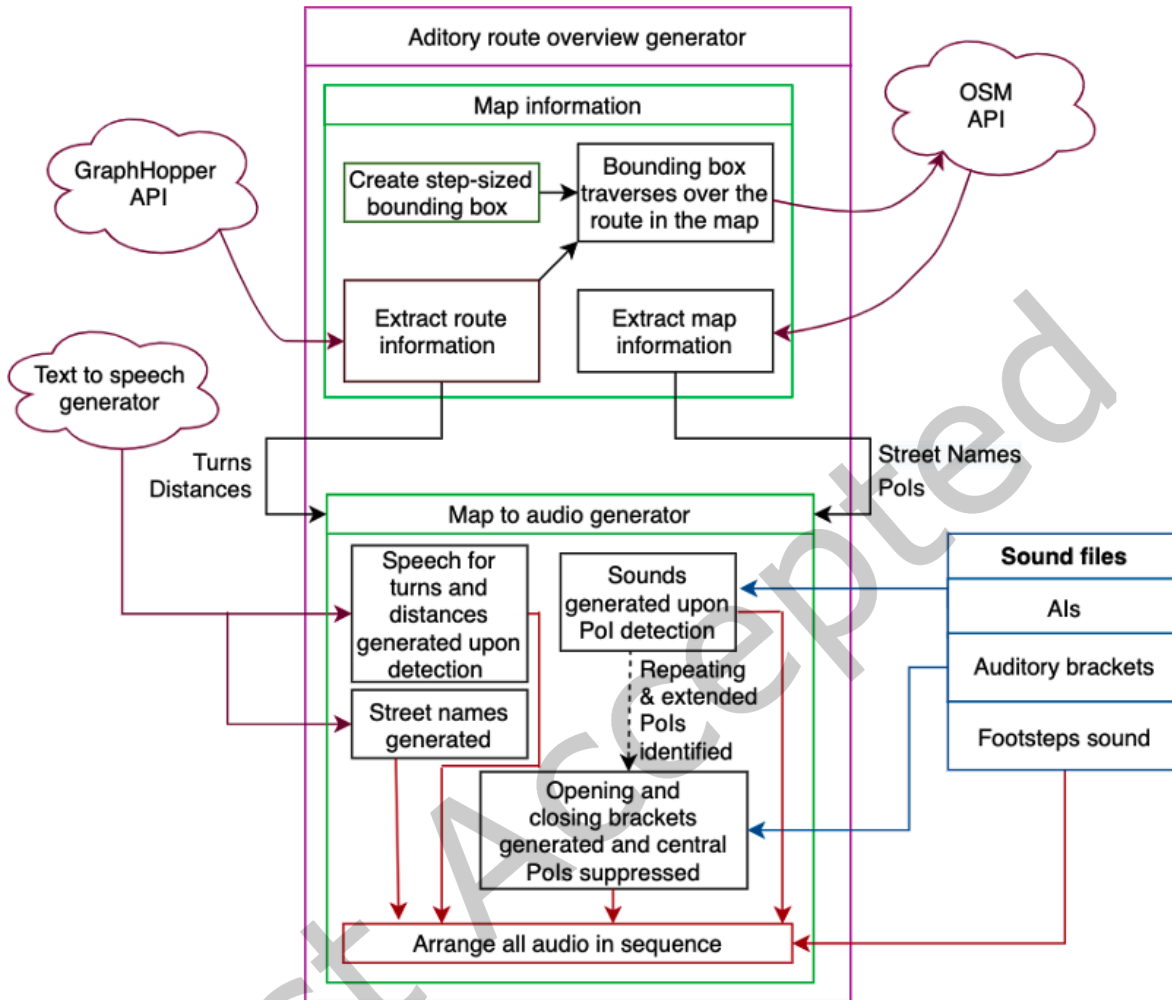 Aditory route overview generator
Map information
OSM
API
GraphHopper
API
Create step-sized
bounding box
Bounding box
traverses over the
route in the map
Extract route
information
Extract map
information
Text to speech
generator
Turns
Distances
Street Names
PoIs
Map to audio generator
Speech for
turns and
distances
generated upon
detection
Sounds
generated upon
PoI detection
Sound files
AIs
Auditory brackets
Footsteps sound
Repeating
& extended
PoIs
identified
Street names
generated
Opening and
closing brackets
generated and central
PoIs suppressed
Arrange all audio in sequence
st Accepted